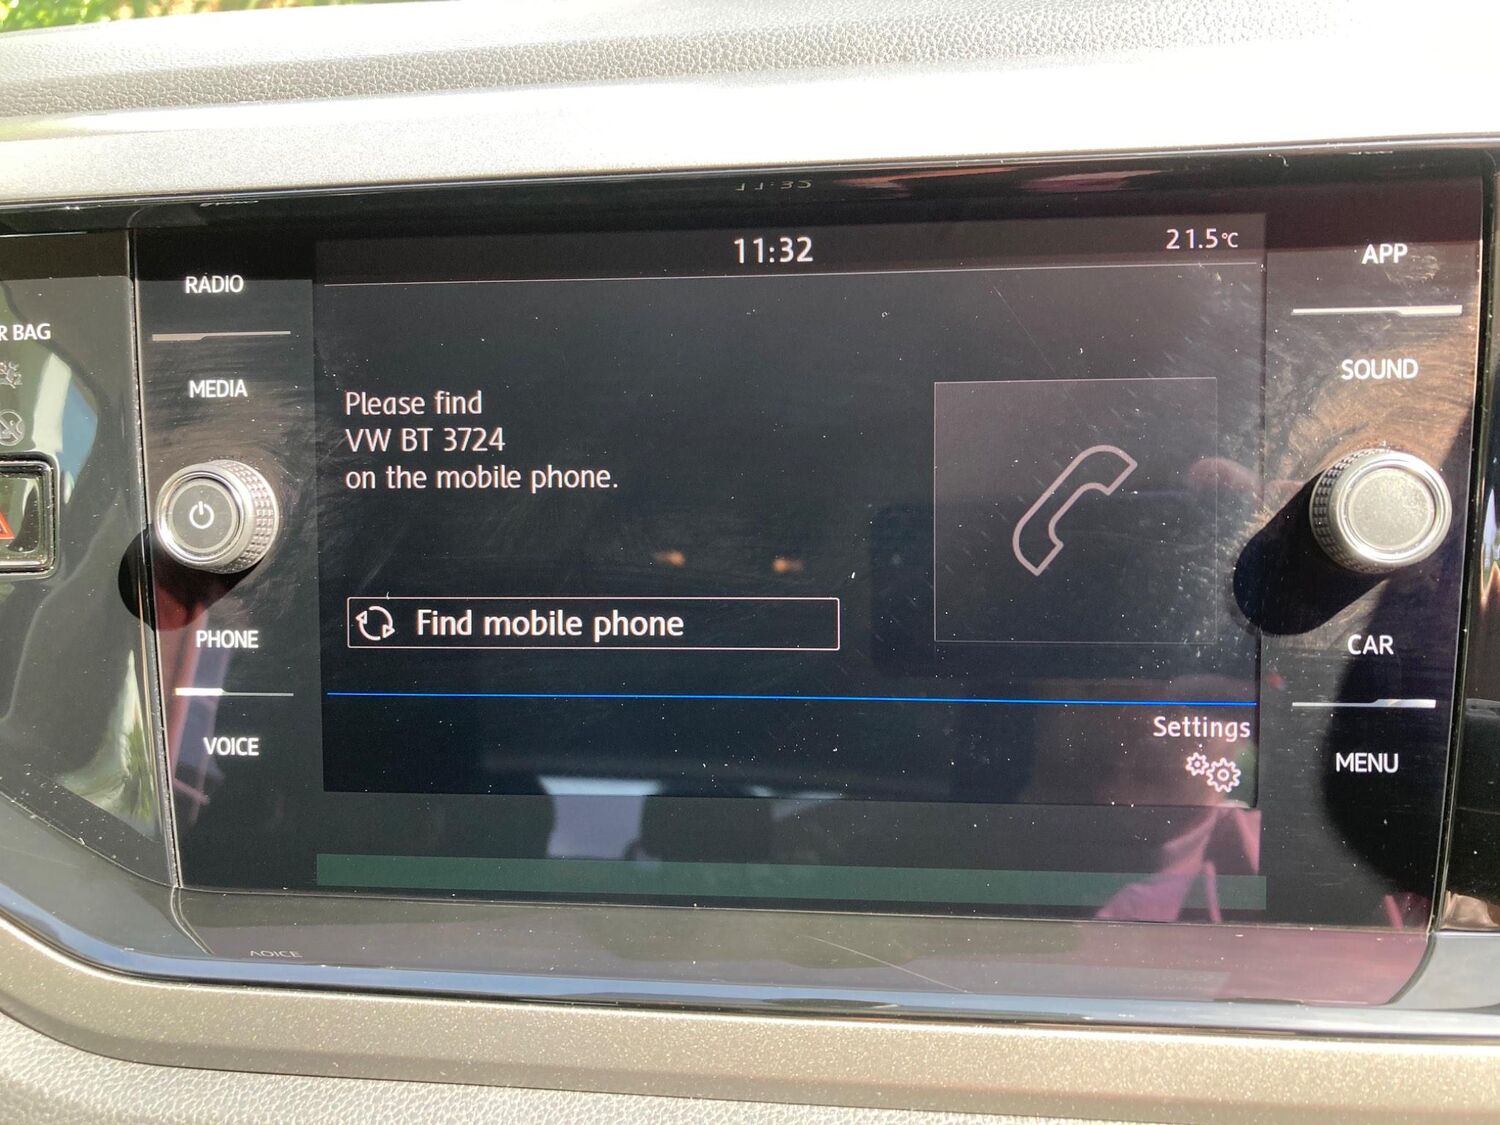 11:32
21.5°C
RADIO
MEDIA
PHONE
VOICE
R BAG
Please find
VW BT 3724
on the mobile phone.
Find mobile phone
Settings
APP
SOUND
CAR
MENU